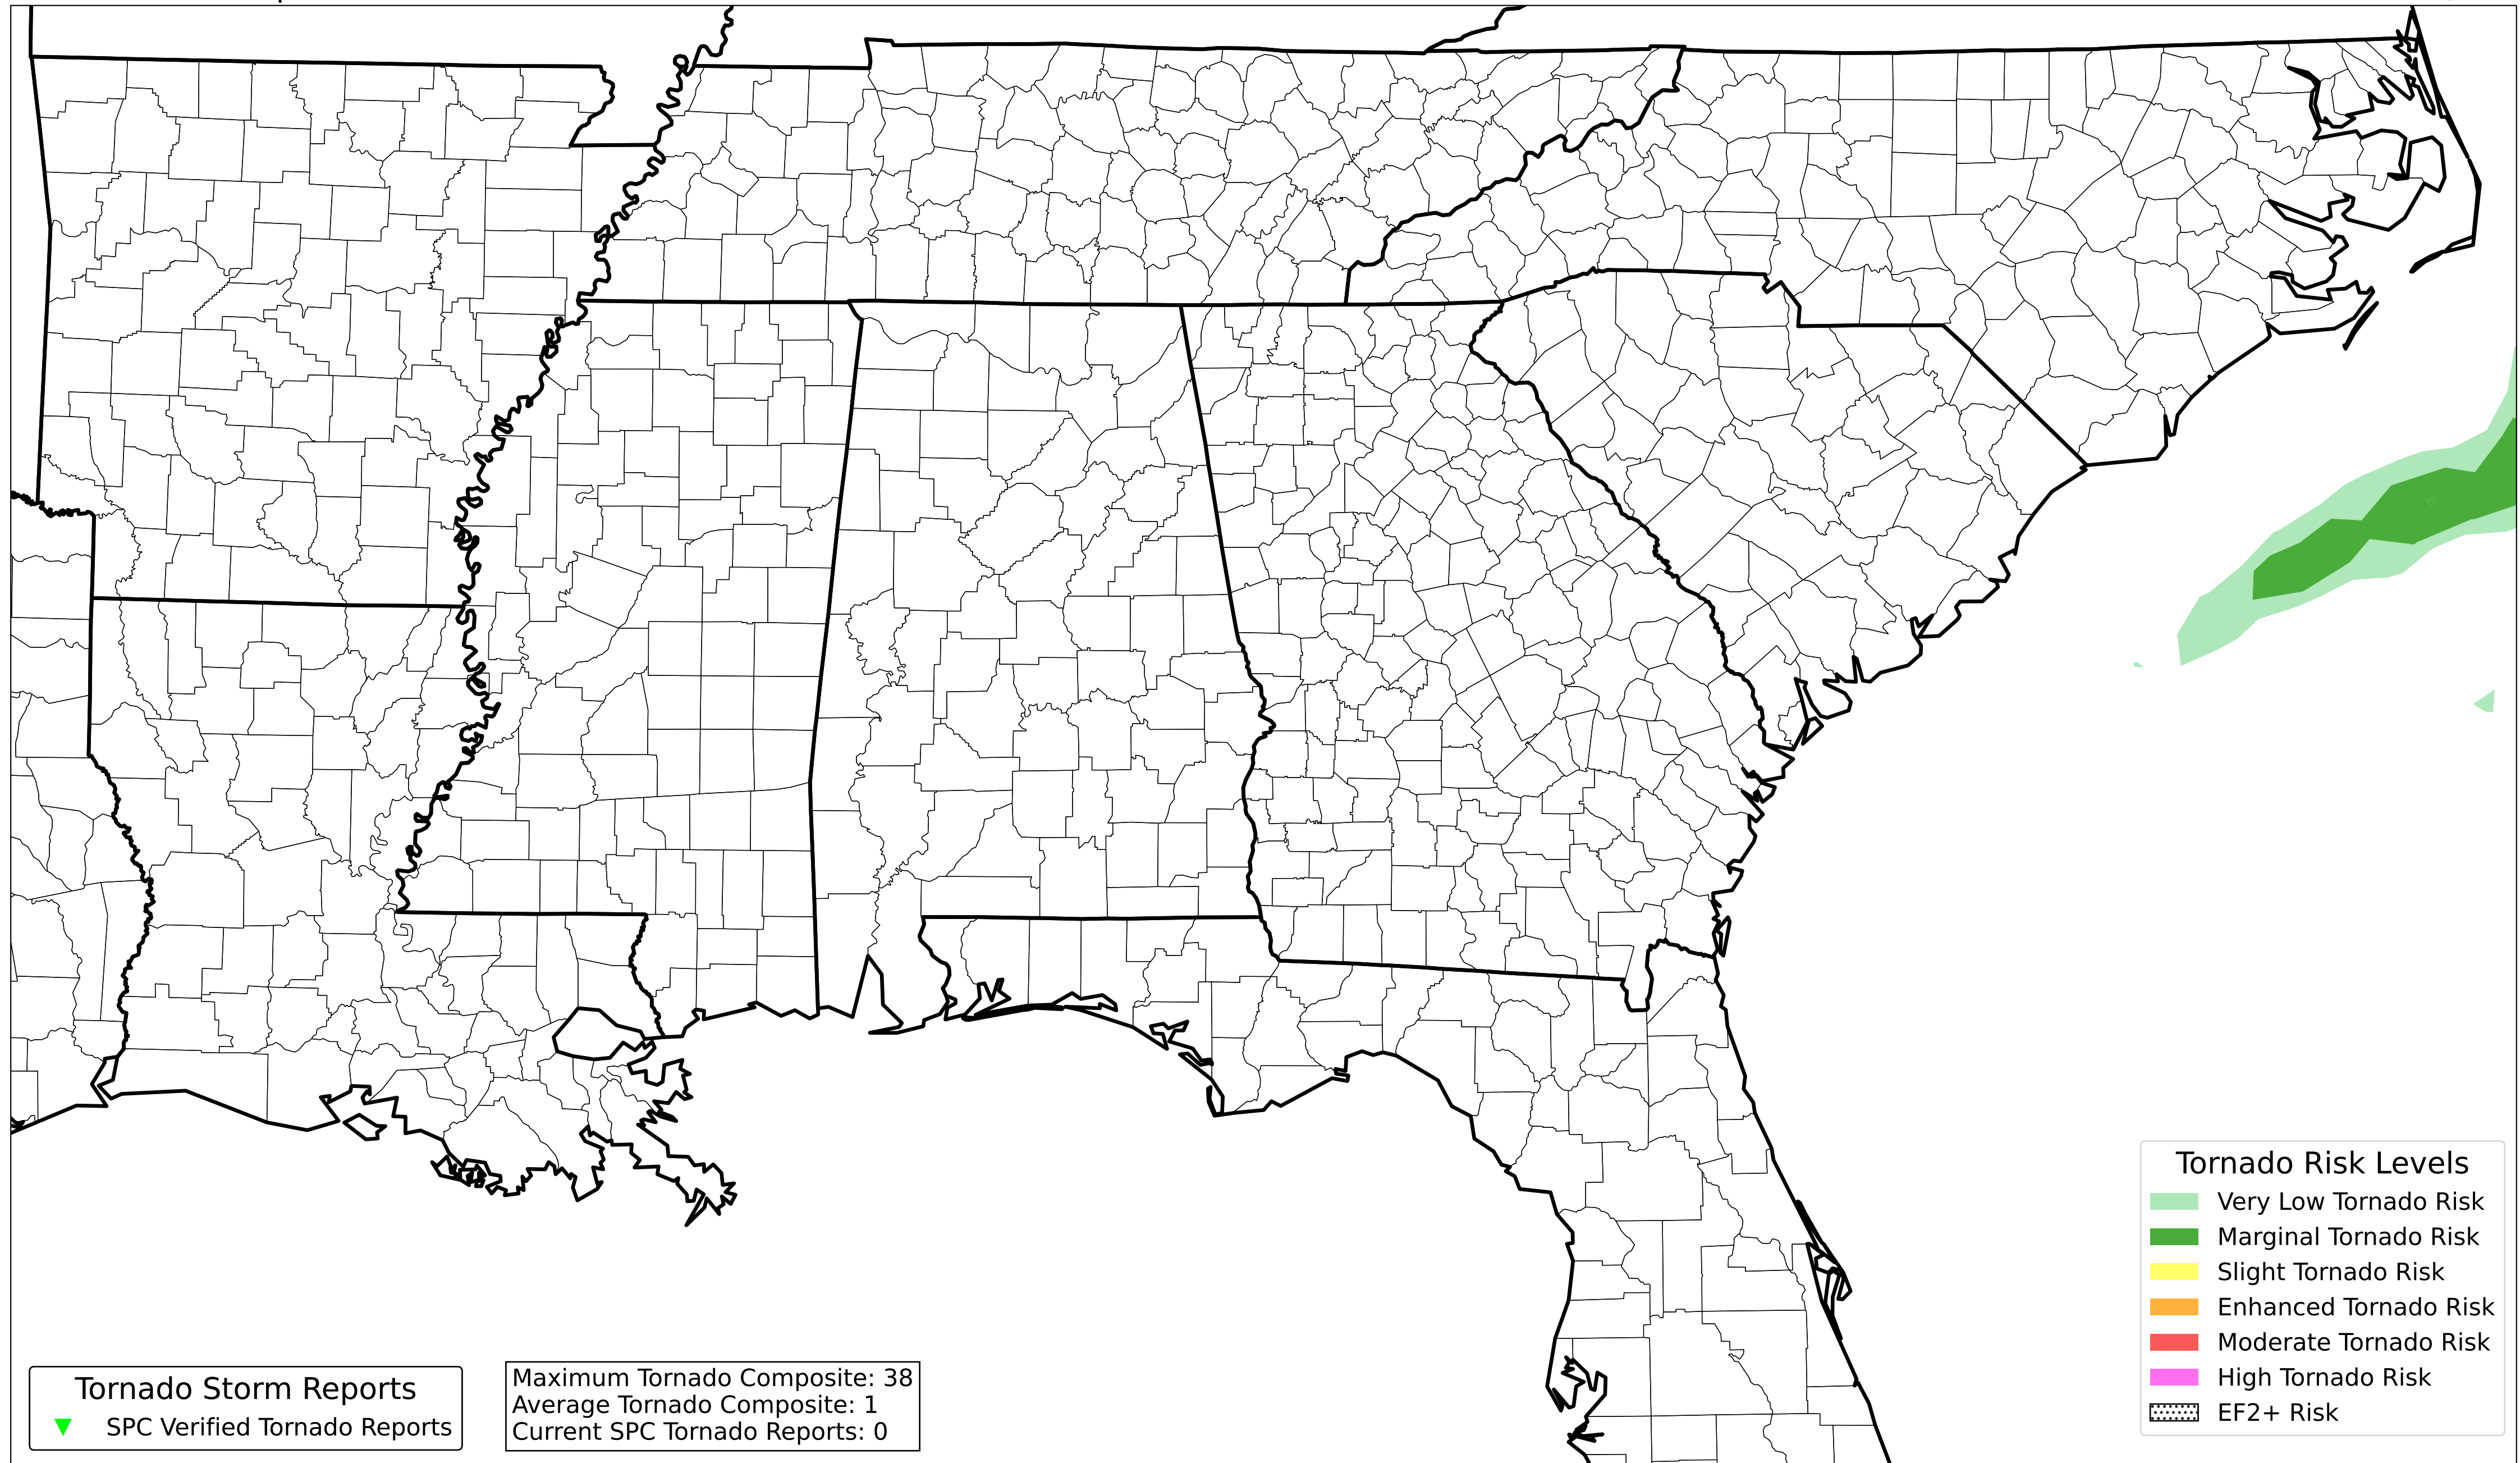 Tornado Storm Reports
SPC Verified Tornado Reports
Maximum Tornado Composite: 38
Average Tornado Composite: 1
Current SPC Tornado Reports: 0
Tornado Risk Levels
Very Low Tornado Risk
Marginal Tornado Risk
Slight Tornado Risk
Enhanced Tornado Risk
Moderate Tornado Risk
High Tornado Risk
EF2+ Risk